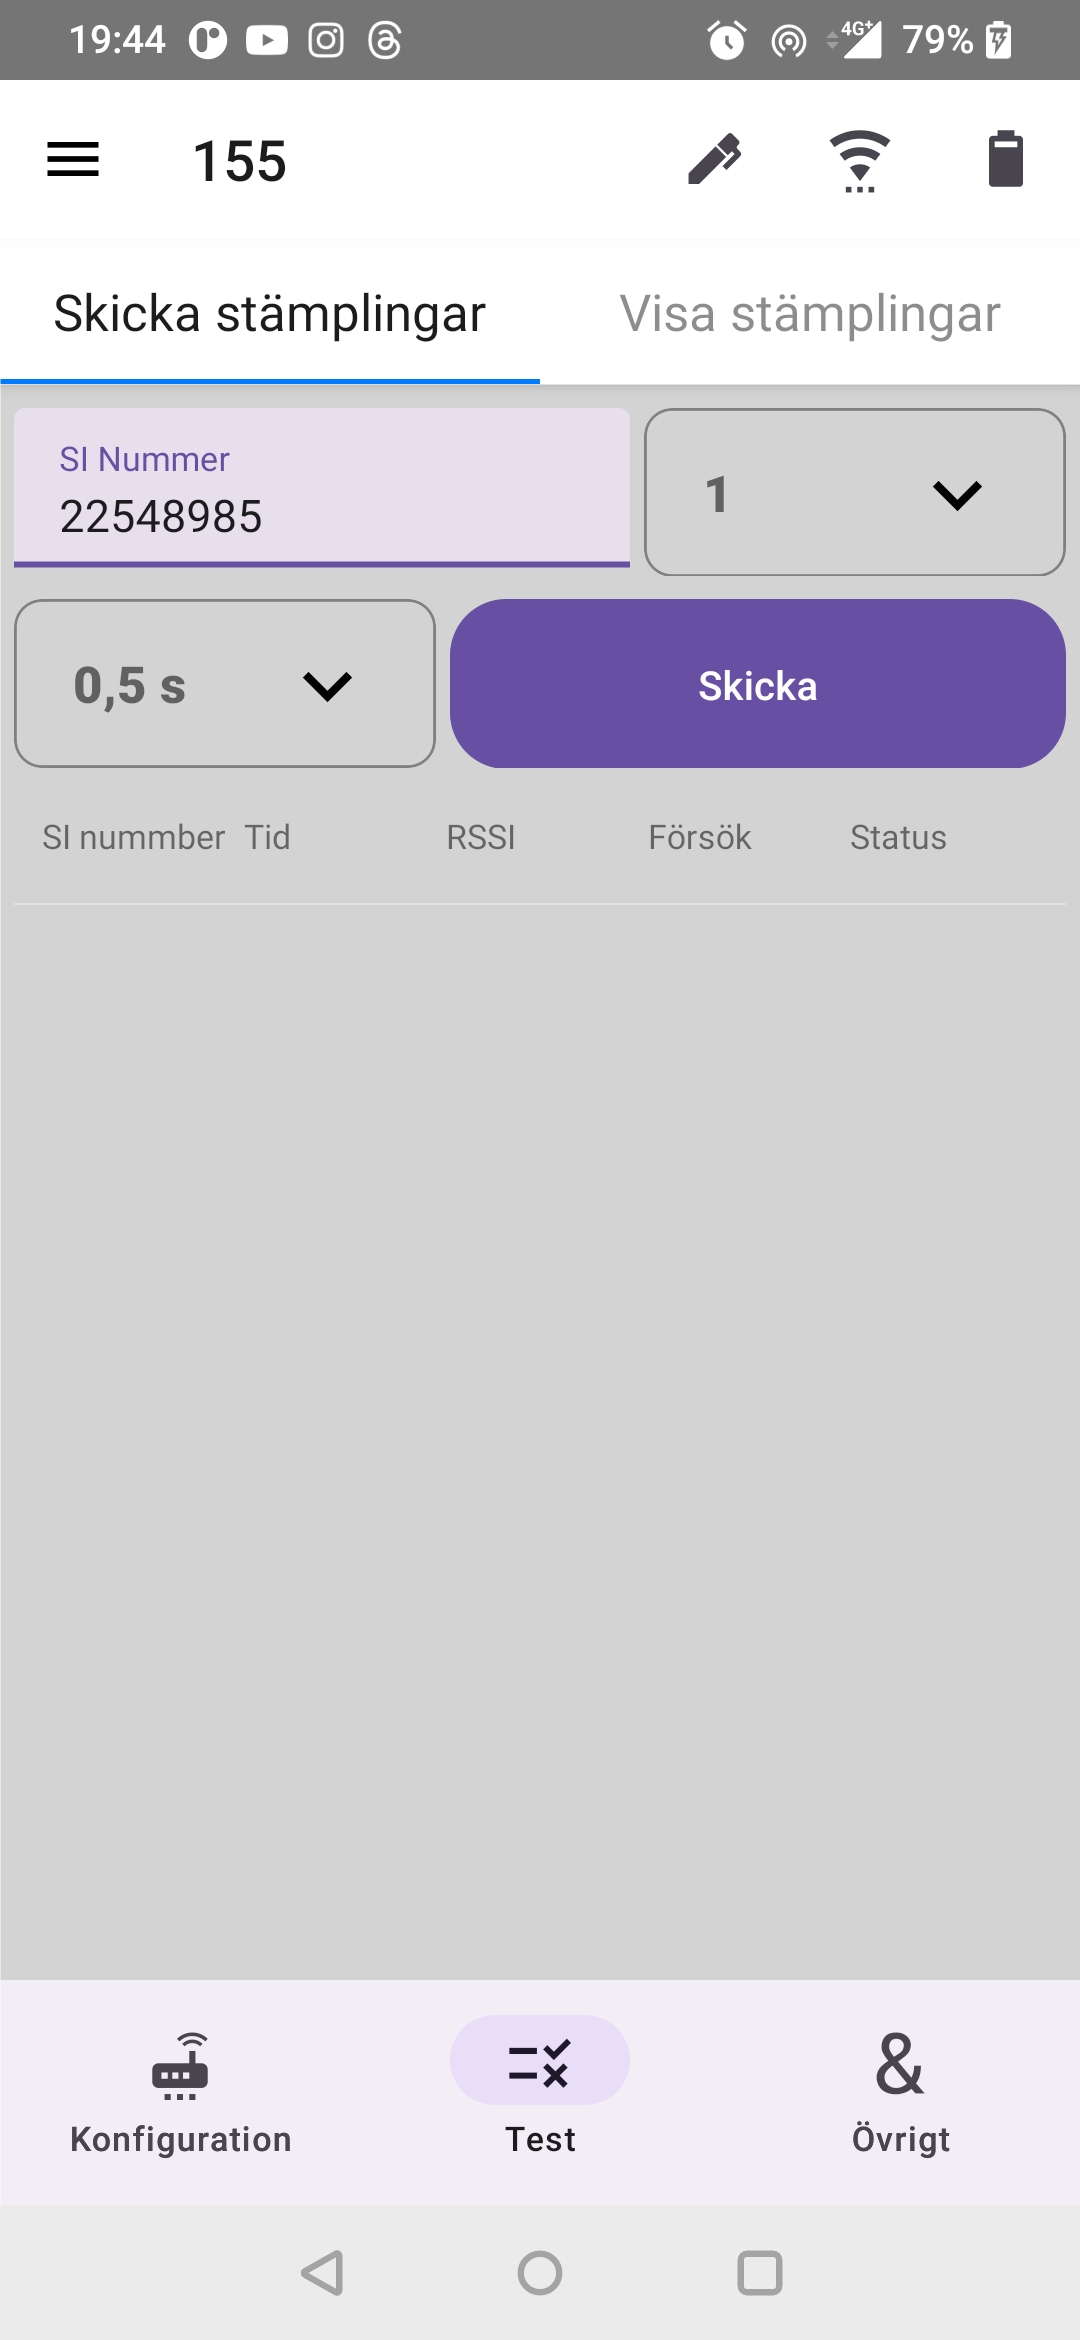 19:44 4G+ 79%
155
Skicka stämplingar Visa stämplingar
SI Nummer
22548985
1
0,5 s
Skicka
SI nummber Tid RSSI Försök Status
&
Konfiguration Test Övrigt